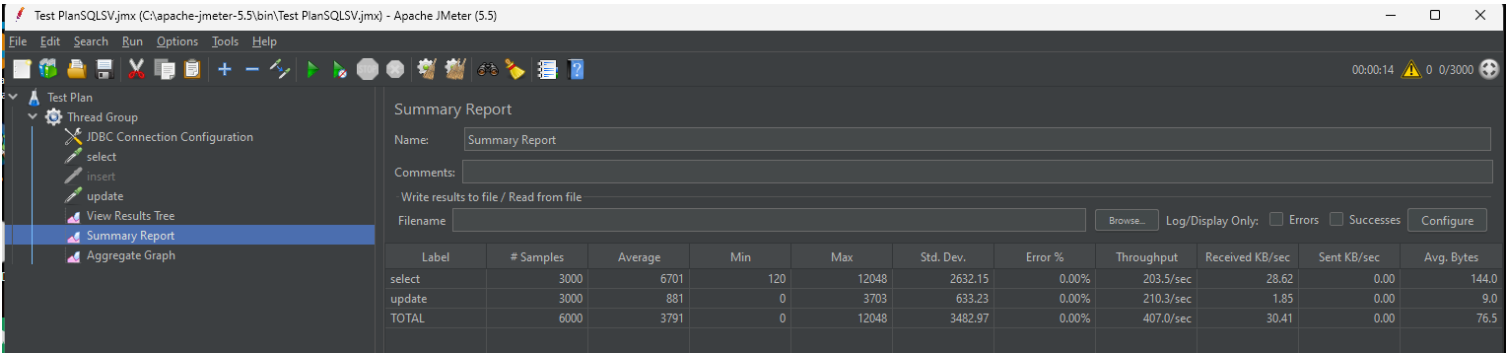 Test PlanSQLSV.jmx (C:\apache-jmeter-5.5\bin\Test PlanSQLSV.jmx) - Apache JMeter (5.5)
File Edit Search Run Options Tools Help
00:00:14 0 0/3000
Test Plan
Thread Group
JDBC Connection Configuration
select
insert
update
View Results Tree
Summary Report
Aggregate Graph
Summary Report
Name: Summary Report
Comments:
Write results to file / Read from file
Filename Browse... Log/Display Only: Errors Successes Configure
Label # Samples Average Min Max Std. Dev. Error % Throughput Received KB/sec Sent KB/sec Avg. Bytes
select 3000 6701 120 12048 2632.15 0.00% 203.5/sec 28.62 0.00 144.0
update 3000 881 0 3703 633.23 0.00% 210.3/sec 1.85 0.00 9.0
TOTAL 6000 3791 0 12048 3482.97 0.00% 407.0/sec 30.41 0.00 76.5